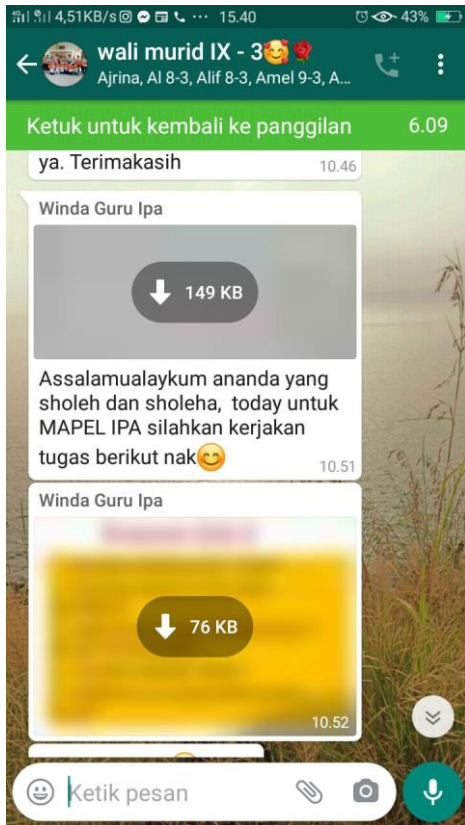 4,51KB/s 15.40 43%
wali murid IX - 3
Ajrina, Al 8-3, Alif 8-3, Amel 9-3, A...
Ketuk untuk kembali ke panggilan 6.09
ya. Terimakasih
10.46
Winda Guru Ipa
149 KB
Assalamualaykum ananda yang
sholeh dan sholeha, today untuk
MAPEL IPA silahkan kerjakan
tugas berikut nak
10.51
Winda Guru Ipa
76 KB
10.52
Ketik pesan